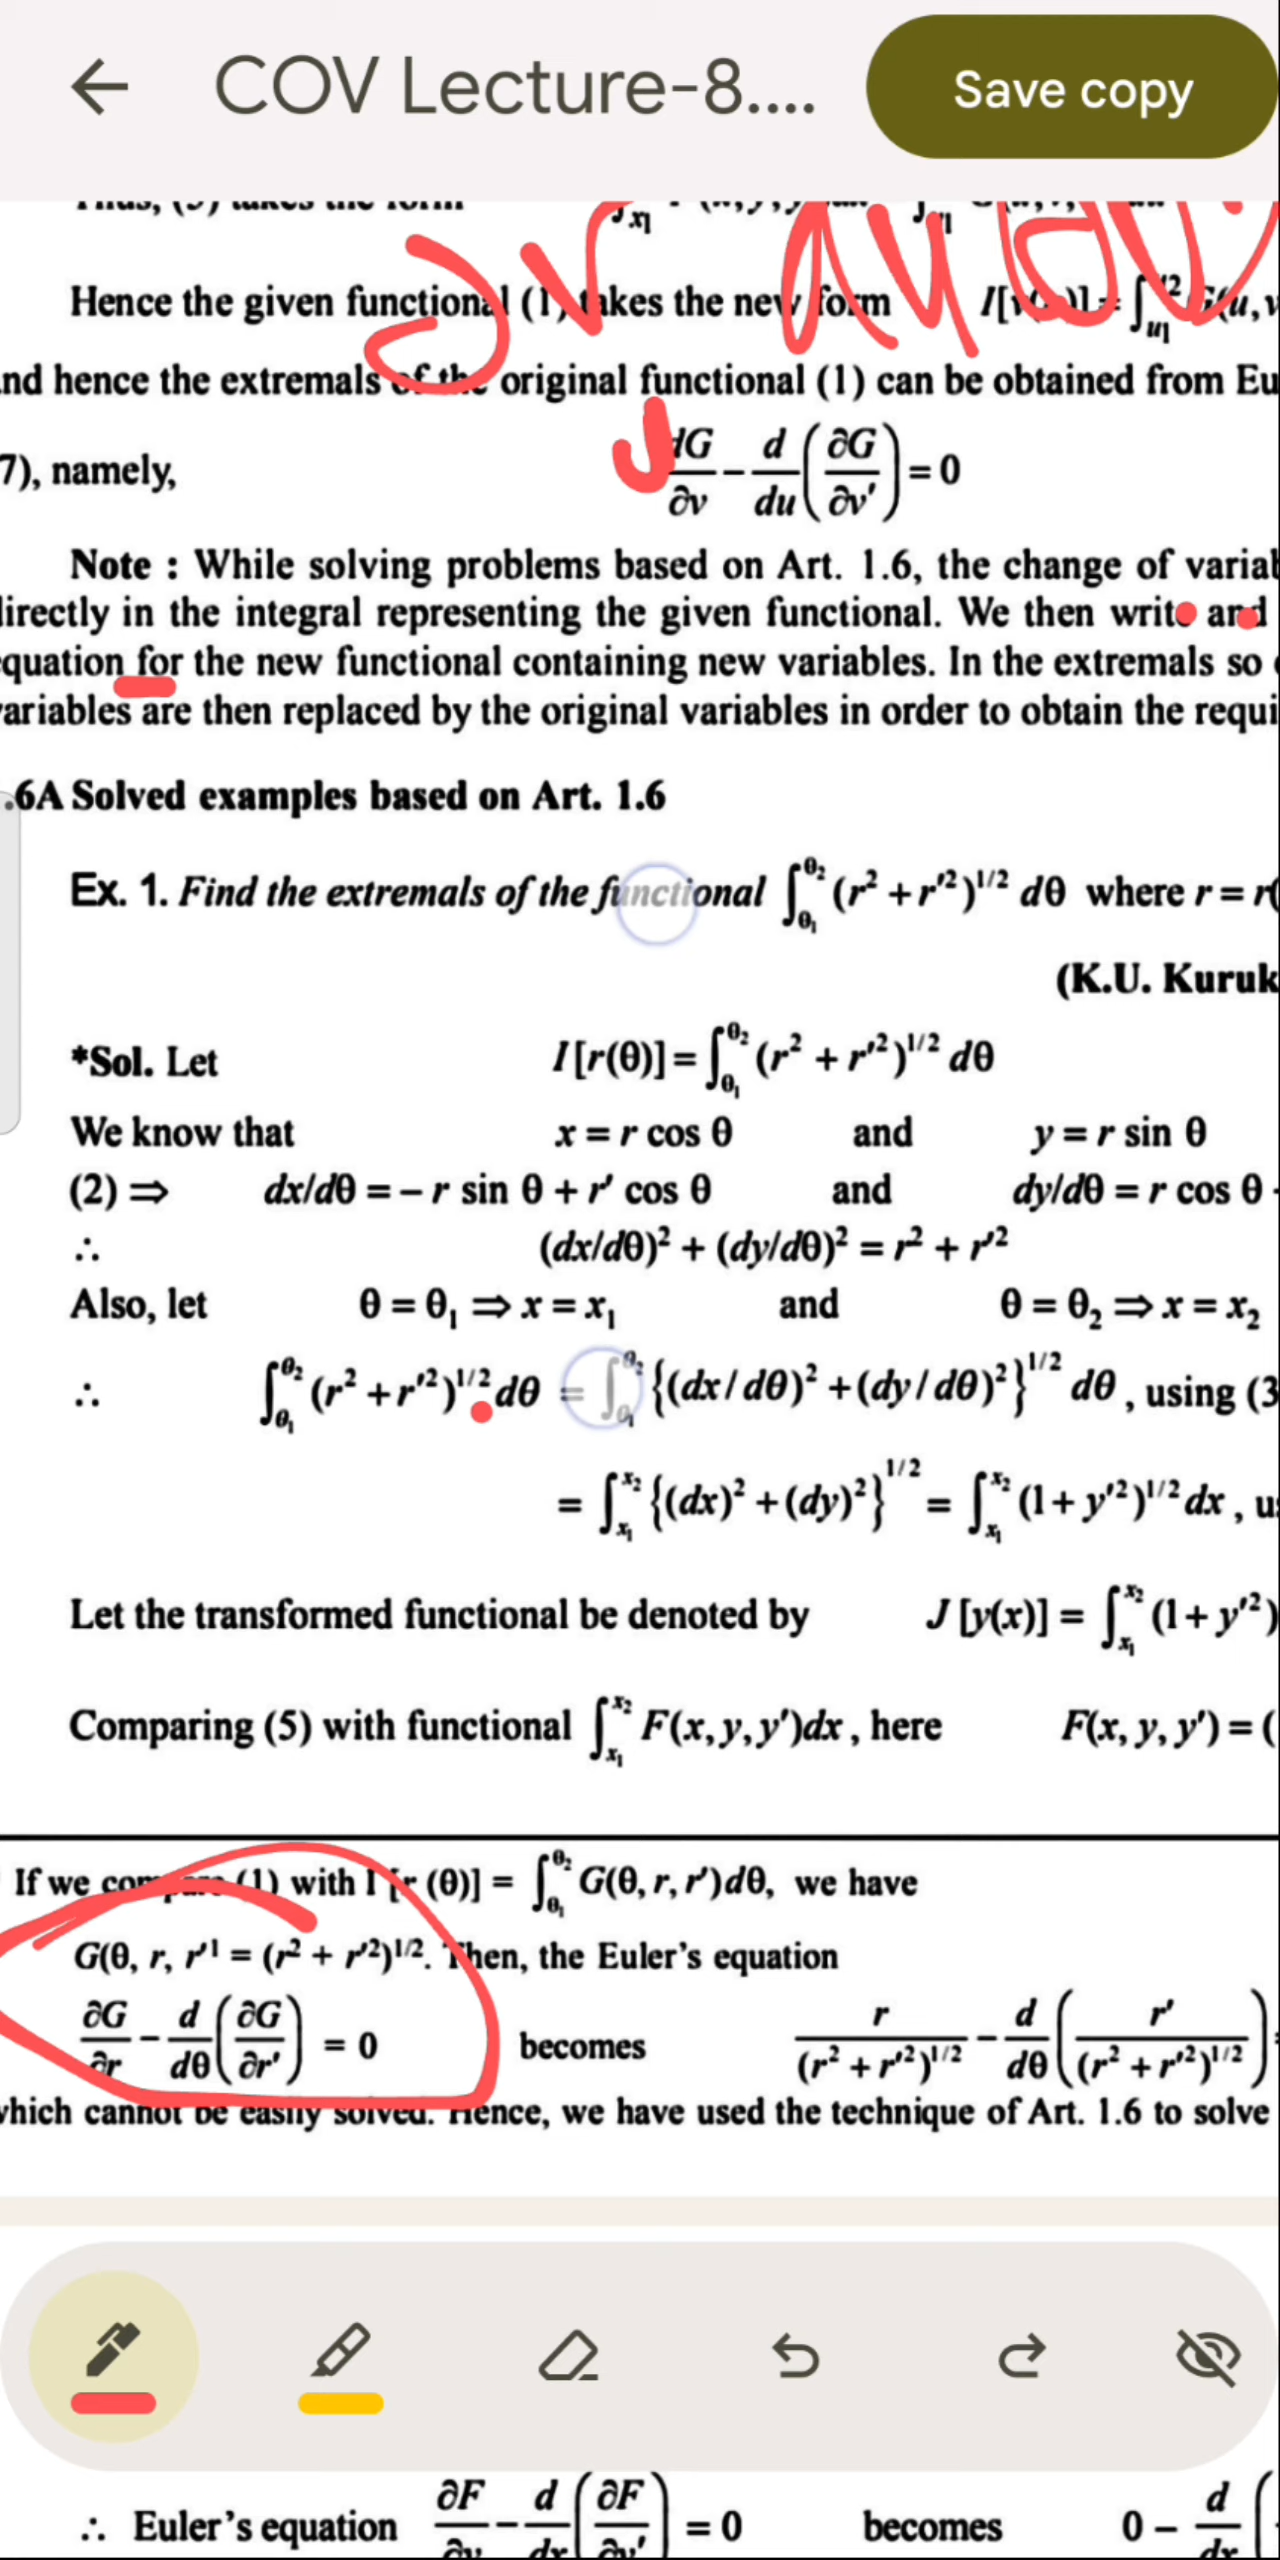 COV Lecture-8....
Save copy
Hence the given functional (1) takes the new form I[v(u)] = ∫_{u₁}^{u₂} G(u, v
nd hence the extremals of the original functional (1) can be obtained from Eu
7), namely, dG/∂v − d/du (∂G/∂v′) = 0
Note : While solving problems based on Art. 1.6, the change of variab
directly in the integral representing the given functional. We then write and
equation for the new functional containing new variables. In the extremals so
variables are then replaced by the original variables in order to obtain the requi
.6A Solved examples based on Art. 1.6
Ex. 1. Find the extremals of the functional ∫_{θ₁}^{θ₂} (r² + r′²)^{1/2} dθ where r = r(
(K.U. Kuruk
*Sol. Let I [r(θ)] = ∫_{θ₁}^{θ₂} (r² + r′²)^{1/2} dθ
We know that x = r cos θ and y = r sin θ
(2) ⇒ dx/dθ = – r sin θ + r′ cos θ and dy/dθ = r cos θ
∴ (dx/dθ)² + (dy/dθ)² = r² + r′²
Also, let θ = θ₁ ⇒ x = x₁ and θ = θ₂ ⇒ x = x₂
∴ ∫_{θ₁}^{θ₂} (r² + r′²)^{1/2} dθ = ∫_{θ₁}^{θ₂} {(dx/dθ)² + (dy/dθ)²}^{1/2} dθ , using (3
= ∫_{x₁}^{x₂} {(dx)² + (dy)²}^{1/2} = ∫_{x₁}^{x₂} (1 + y′²)^{1/2} dx , u
Let the transformed functional be denoted by J [y(x)] = ∫_{x₁}^{x₂} (1 + y′²)
Comparing (5) with functional ∫_{x₁}^{x₂} F(x, y, y′)dx , here F(x, y, y′) = (
If we compare (1) with I [r (θ)] = ∫_{θ₁}^{θ₂} G(θ, r, r′)dθ, we have
G(θ, r, r′¹ = (r² + r′²)^{1/2}. Then, the Euler's equation
∂G/∂r − d/dθ (∂G/∂r′) = 0 becomes r/(r² + r′²)^{1/2} − d/dθ (r′/(r² + r′²)^{1/2})
which cannot be easily solved. Hence, we have used the technique of Art. 1.6 to solve
∴ Euler's equation ∂F/∂y − d/dx (∂F/∂y′) = 0 becomes 0 − d/dx (